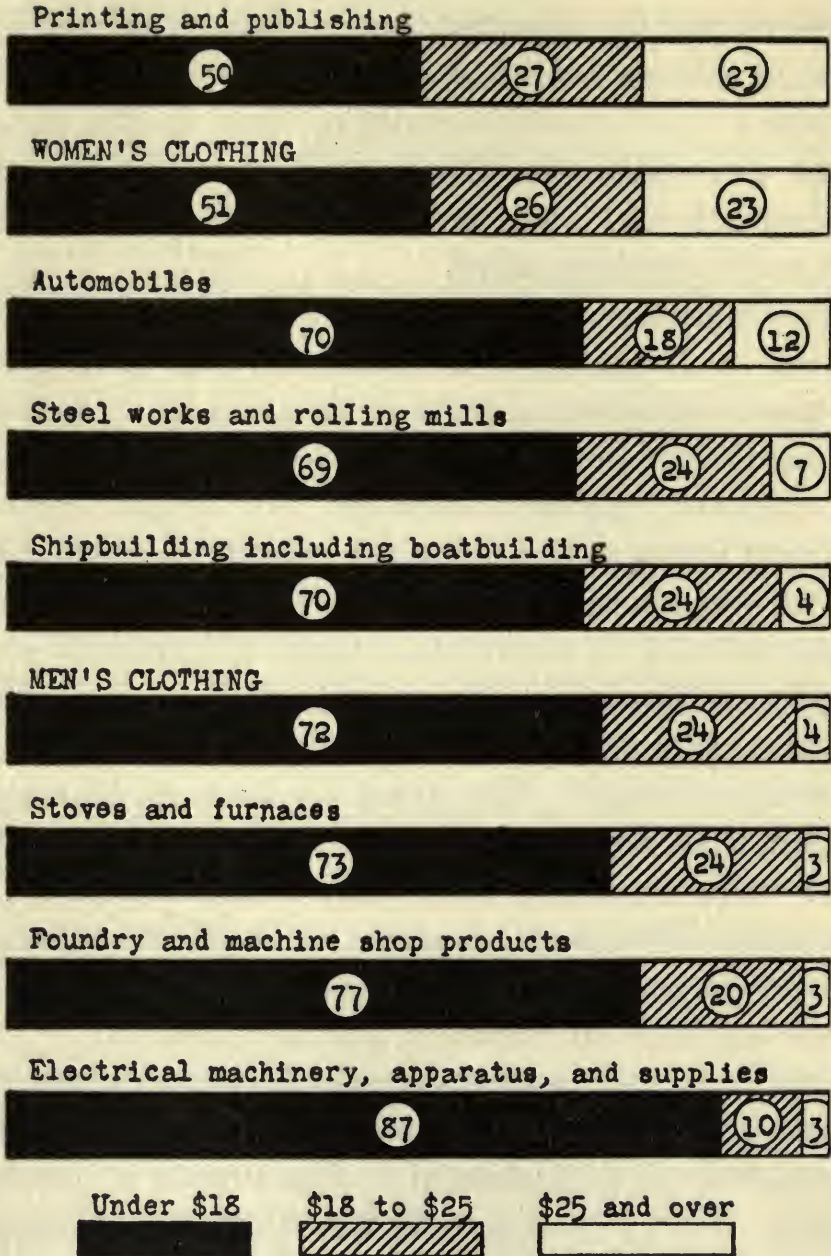 Printing and publishing
50 27 23
WOMEN'S CLOTHING
51 26 23
Automobiles
70 18 12
Steel works and rolling mills
69 24 7
Shipbuilding including boatbuilding
70 24 4
MEN'S CLOTHING
72 24 4
Stoves and furnaces
73 24 3
Foundry and machine shop products
77 20 3
Electrical machinery, apparatus, and supplies
87 10 3
Under $18 $18 to $25 $25 and over